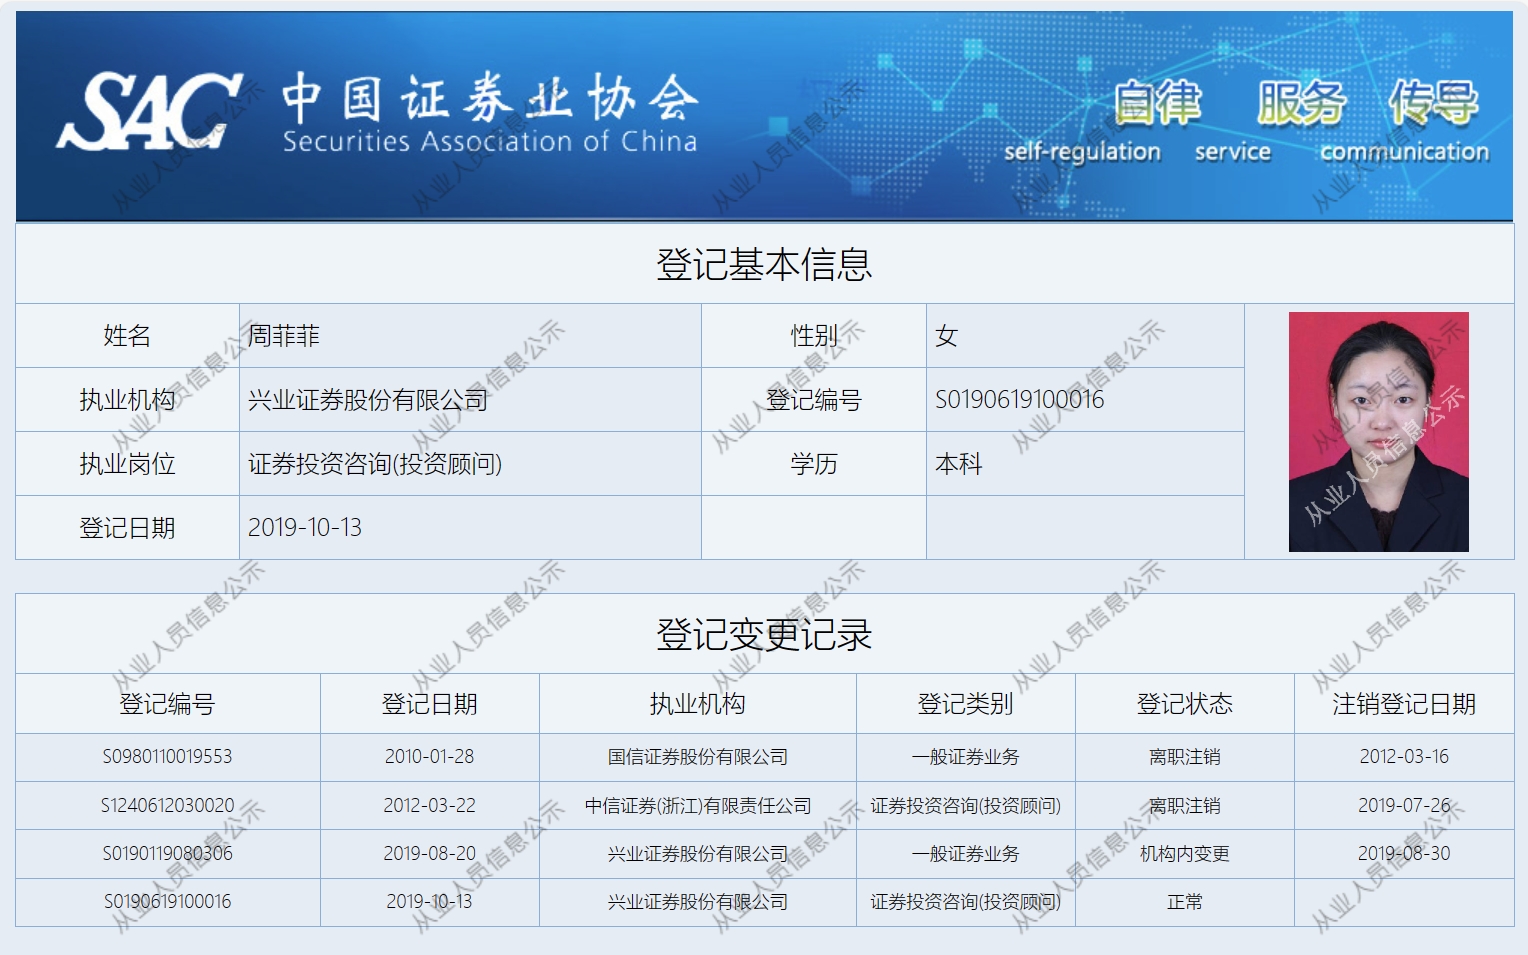 SAC 中国证券业协会
Securities Association of China
自律 服务 传导
self-regulation service communication
登记基本信息
姓名 周菲菲 性别 女
执业机构 兴业证券股份有限公司 登记编号 S0190619100016
执业岗位 证券投资咨询(投资顾问) 学历 本科
登记日期 2019-10-13
从业人员信息公示
登记变更记录
登记编号 登记日期 执业机构 登记类别 登记状态 注销登记日期
S0980110019553 2010-01-28 国信证券股份有限公司 一般证券业务 离职注销 2012-03-16
S1240612030020 2012-03-22 中信证券(浙江)有限责任公司 证券投资咨询(投资顾问) 离职注销 2019-07-26
S0190119080306 2019-08-20 兴业证券股份有限公司 一般证券业务 机构内变更 2019-08-30
S0190619100016 2019-10-13 兴业证券股份有限公司 证券投资咨询(投资顾问) 正常